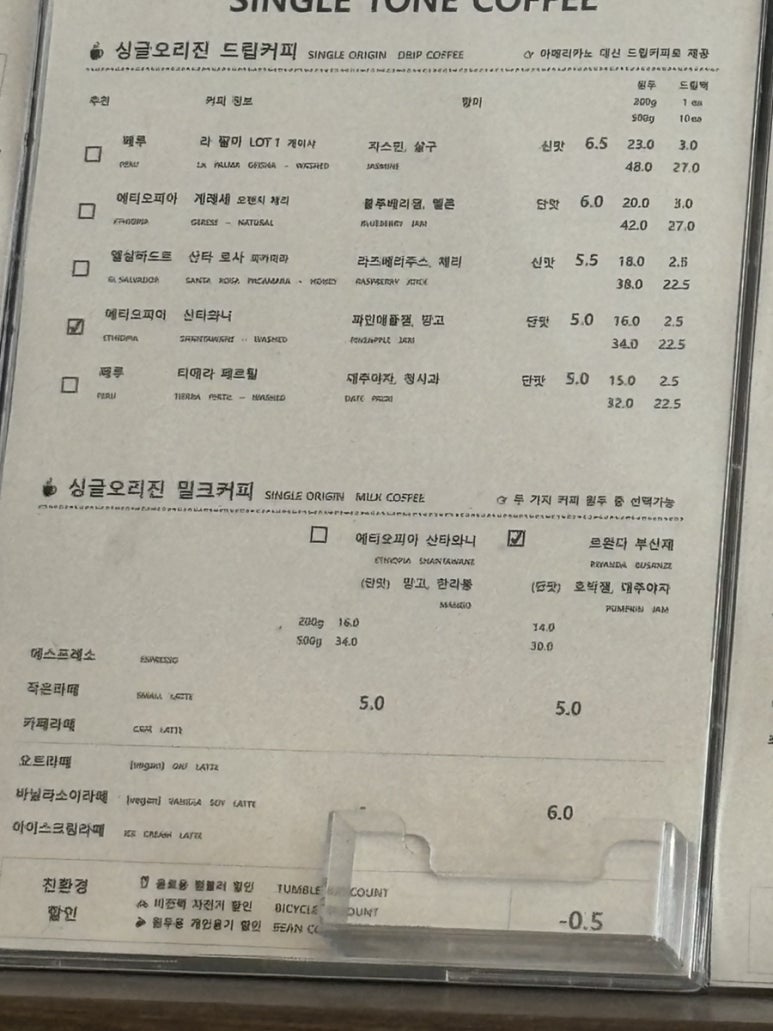 SINGLE TONE COFFEE
싱글오리진 드립커피 SINGLE ORIGIN DRIP COFFEE ☞ 아메리카노 대신 드립커피로 제공
원두 드립백
추천 커피 정보 향미 200g 1 ea
500g 10ea
페루 라 팔마 LOT 1 게이샤 자스민, 살구 신맛 6.5 23.0 3.0
PERU LA PALMA GEISHA - WASHED JASMINE 48.0 27.0
에티오피아 게레세 오렌지 체리 블루베리잼, 멜론 단맛 6.0 20.0 3.0
ETHIOPIA GERESE - NATURAL BLUEBERRY JAM 42.0 27.0
엘살바도르 산타 로사 파카마라 라즈베리주스, 체리 신맛 5.5 18.0 2.5
EL SALVADOR SANTA ROSA PACAMARA - HONEY RASPBERRY JUICE 38.0 22.5
에티오피아 산타와니 파인애플잼, 망고 단맛 5.0 16.0 2.5
ETHIOPIA SHANTAWANE - WASHED PINEAPPLE JAM 34.0 22.5
페루 티에라 페르틸 대추야자, 청사과 단맛 5.0 15.0 2.5
PERU TIERRA FERTIL - WASHED DATE PALM 32.0 22.5
싱글오리진 밀크커피 SINGLE ORIGIN MILK COFFEE ☞ 두 가지 커피 원두 중 선택가능
에티오피아 산타와니 르완다 부산제
ETHIOPIA SHANTAWANE RWANDA BUSANZE
(단맛) 망고, 한라봉 (단맛) 호박잼, 대추야자
MANGO PUMPKIN JAM
200g 16.0 14.0
500g 34.0 30.0
에스프레소 ESPRESSO
작은라떼 SMALL LATTE 5.0 5.0
카페라떼 CAFE LATTE
오트라떼 [vegan] OAT LATTE
바닐라소이라떼 [vegan] VANILLA SOY LATTE 6.0
아이스크림라떼 ICE CREAM LATTE
친환경 음료용 텀블러 할인 TUMBLE COUNT
할인 비전력 자전거 할인 BICYCLE COUNT -0.5
원두용 개인용기 할인 BEAN CO